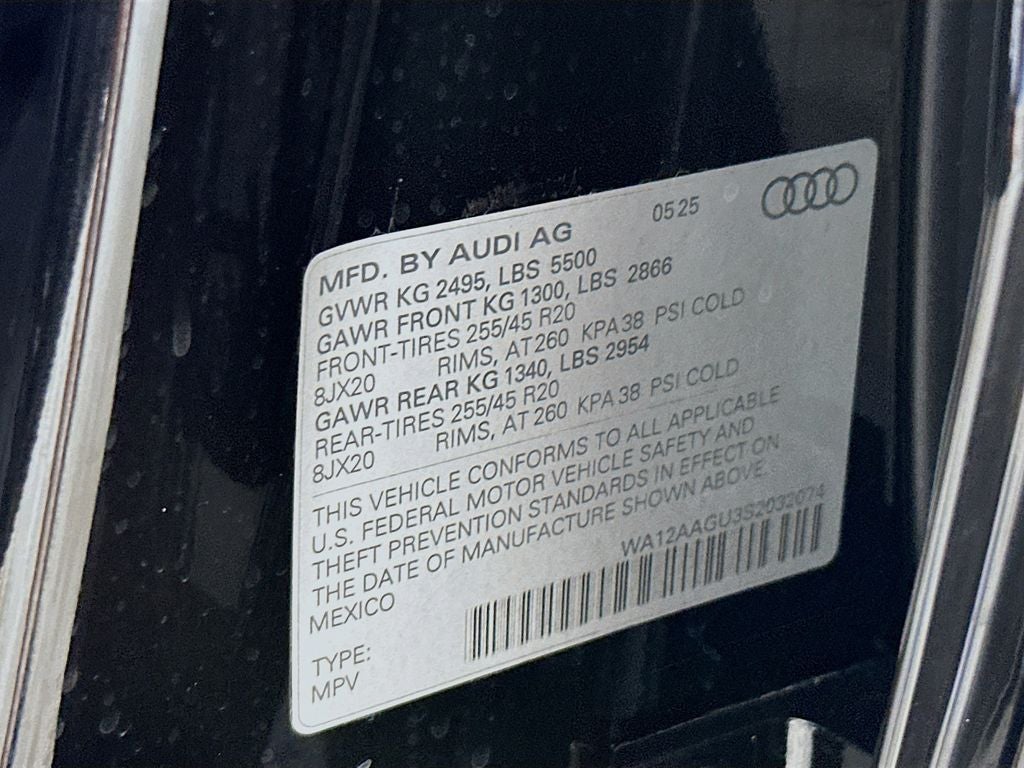 05 25
MFD. BY AUDI AG
GVWR KG 2495, LBS 5500
GAWR FRONT KG 1300, LBS 2866
FRONT-TIRES 255/45 R20
8JX20 RIMS, AT 260 KPA 38 PSI COLD
GAWR REAR KG 1340, LBS 2954
REAR-TIRES 255/45 R20
8JX20 RIMS, AT 260 KPA 38 PSI COLD
THIS VEHICLE CONFORMS TO ALL APPLICABLE
U.S. FEDERAL MOTOR VEHICLE SAFETY AND
THEFT PREVENTION STANDARDS IN EFFECT ON
THE DATE OF MANUFACTURE SHOWN ABOVE.
MEXICO
WA12AAGU3S2032074
TYPE:
MPV